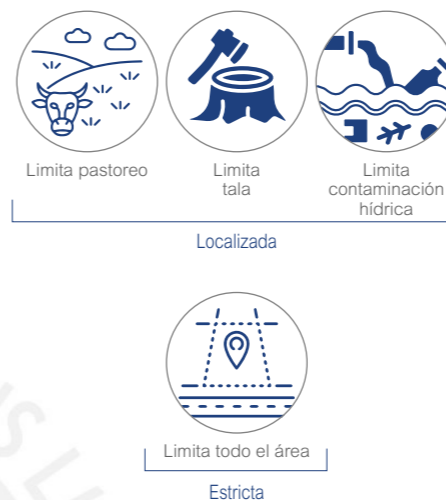 Limita pastoreo
Limita
tala
Limita
contaminación
hídrica
Localizada
Limita todo el área
Estricta